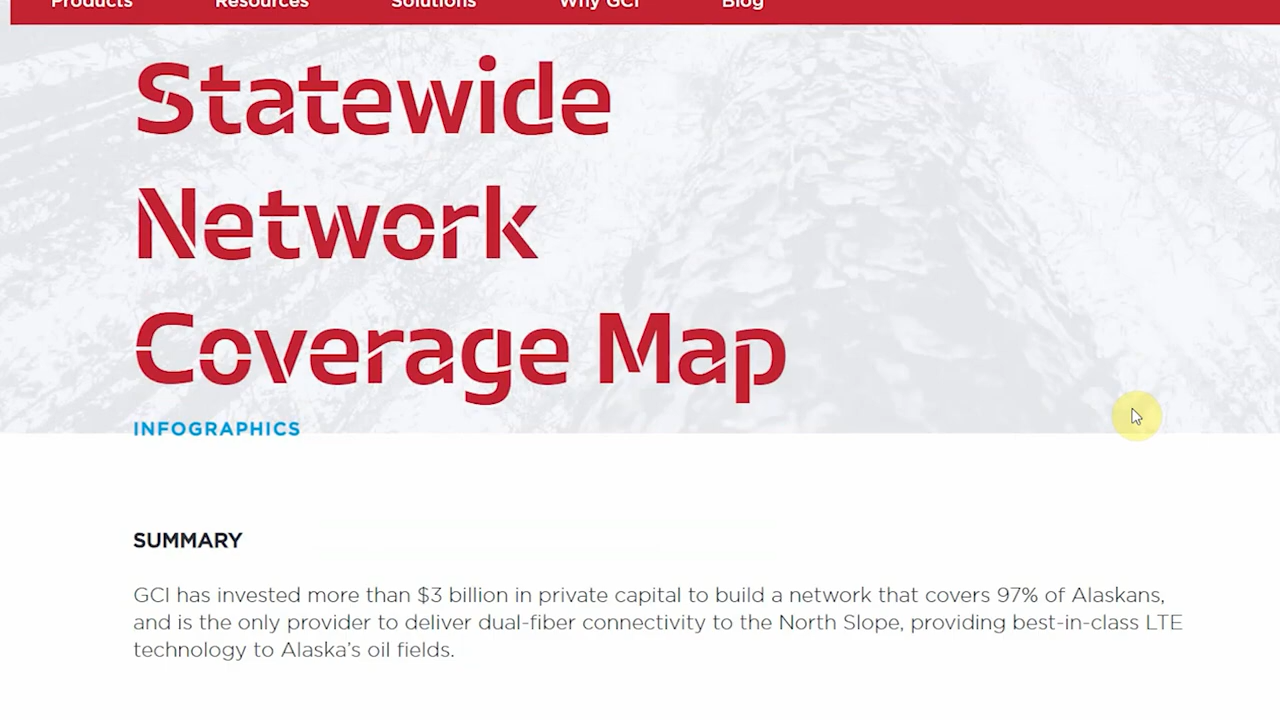 Products Resources Solutions Why GCI Blog
Statewide
Network
Coverage Map
INFOGRAPHICS
SUMMARY
GCI has invested more than $3 billion in private capital to build a network that covers 97% of Alaskans,
and is the only provider to deliver dual-fiber connectivity to the North Slope, providing best-in-class LTE
technology to Alaska’s oil fields.